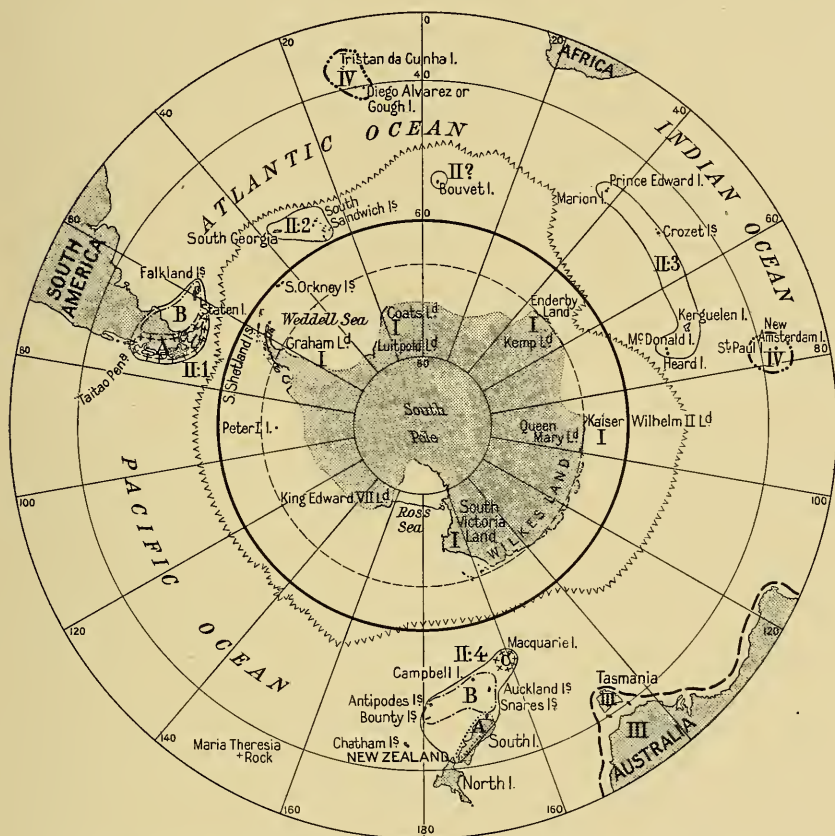 0
20
20
AFRICA
Tristan da Cunha I.
40
IV
Diego Alvarez or
Gough I.
40
40
ATLANTIC OCEAN
INDIAN OCEAN
II?
Bouvet I.
Prince Edward I.
Marion I.
South
Sandwich Is
II:2
South Georgia
60
60
60
Crozet Is
II:3
SOUTH
AMERICA
Falkland Is
Staten I.
B
A
II:1
Taitao Pena
S. Orkney Is
Weddell Sea
Coats Ld
I
Luitpold Ld
Enderby
Land
I
Kemp Ld
Kerguelen I.
McDonald I.
Heard I.
New
Amsterdam I.
St. Paul
IV
80
80
80
S. Shetland Is
Graham Ld
I
South
Pole
Peter I I.
Queen
Mary Ld
Kaiser Wilhelm II Ld
I
King Edward VII Ld
Ross
Sea
South
Victoria
Land
I
WILKES LAND
100
100
PACIFIC OCEAN
120
120
Macquarie I.
II:4
C
Campbell I.
B
Auckland Is
Snares Is
Antipodes Is
Bounty Is
A
South I.
Chatham Is
NEW ZEALAND
North I.
Tasmania
III
III
AUSTRALIA
Maria Theresia
Rock
140
160
180
160